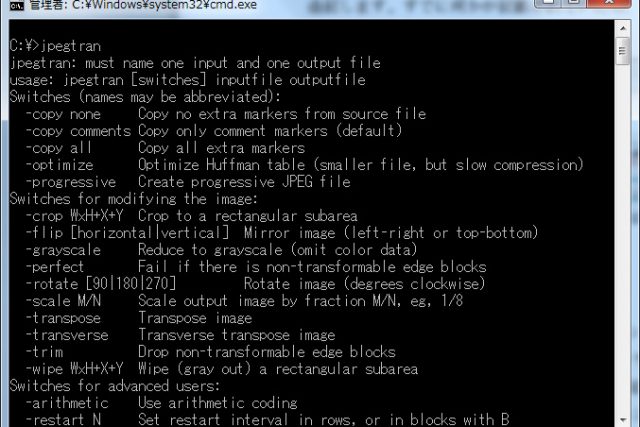 管理者: C:¥Windows¥system32¥cmd.exe
C:¥>jpegtran
jpegtran: must name one input and one output file
usage: jpegtran [switches] inputfile outputfile
Switches (names may be abbreviated):
-copy none Copy no extra markers from source file
-copy comments Copy only comment markers (default)
-copy all Copy all extra markers
-optimize Optimize Huffman table (smaller file, but slow compression)
-progressive Create progressive JPEG file
Switches for modifying the image:
-crop WxH+X+Y Crop to a rectangular subarea
-flip [horizontal|vertical] Mirror image (left-right or top-bottom)
-grayscale Reduce to grayscale (omit color data)
-perfect Fail if there is non-transformable edge blocks
-rotate [90|180|270] Rotate image (degrees clockwise)
-scale M/N Scale output image by fraction M/N, eg, 1/8
-transpose Transpose image
-transverse Transverse transpose image
-trim Drop non-transformable edge blocks
-wipe WxH+X+Y Wipe (gray out) a rectangular subarea
Switches for advanced users:
-arithmetic Use arithmetic coding
-restart N Set restart interval in rows, or in blocks with B